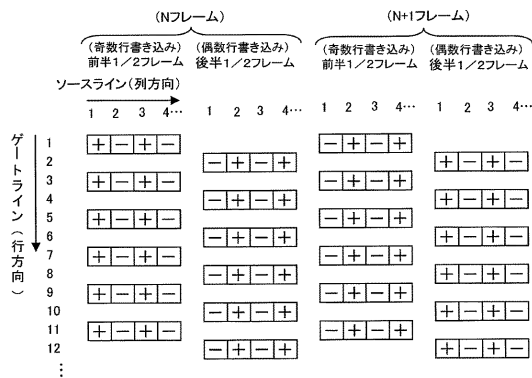 (Nフレーム)
(N+1フレーム)
(奇数行書き込み)
前半1/2フレーム
(偶数行書き込み)
後半1/2フレーム
(奇数行書き込み)
前半1/2フレーム
(偶数行書き込み)
後半1/2フレーム
ソースライン(列方向)
1 2 3 4… 1 2 3 4… 1 2 3 4… 1 2 3 4…
ゲートライン(行方向)
1 + − + − − + − +
2 − + − + + − + −
3 + − + − − + − +
4 − + − + + − + −
5 + − + − − + − +
6 − + − + + − + −
7 + − + − − + − +
8 − + − + + − + −
9 + − + − − + − +
10 − + − + + − + −
11 + − + − − + − +
12 − + − + + − + −
⋮